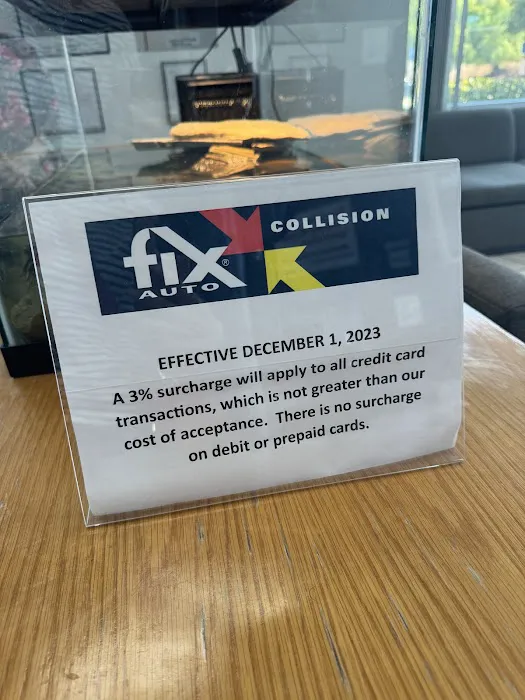 fix®
AUTO
COLLISION
EFFECTIVE DECEMBER 1, 2023
A 3% surcharge will apply to all credit card
transactions, which is not greater than our
cost of acceptance.  There is no surcharge
on debit or prepaid cards.